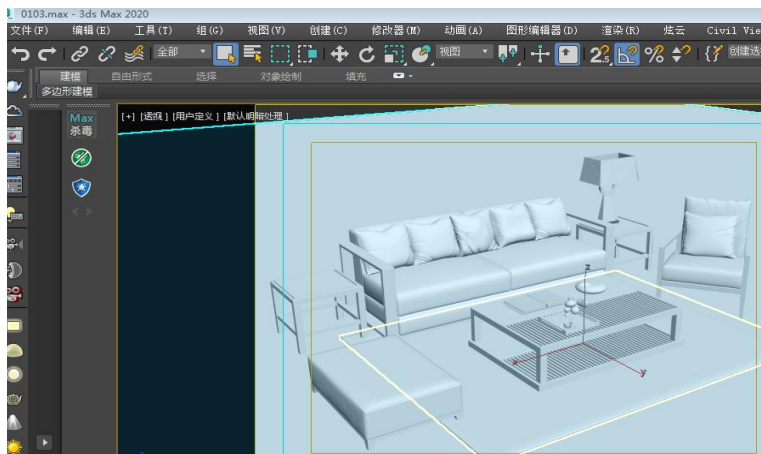 0103.max - 3ds Max 2020
文件(F) 编辑(E) 工具(T) 组(G) 视图(V) 创建(C) 修改器(M) 动画(A) 图形编辑器(D) 渲染(R) 炫云 Civil Vie
全部 视图 2.5 % 创建选
建模 自由形式 选择 对象绘制 填充
多边形建模
Max
杀毒
[+] [透视] [用户定义] [默认明暗处理]
z
x
y